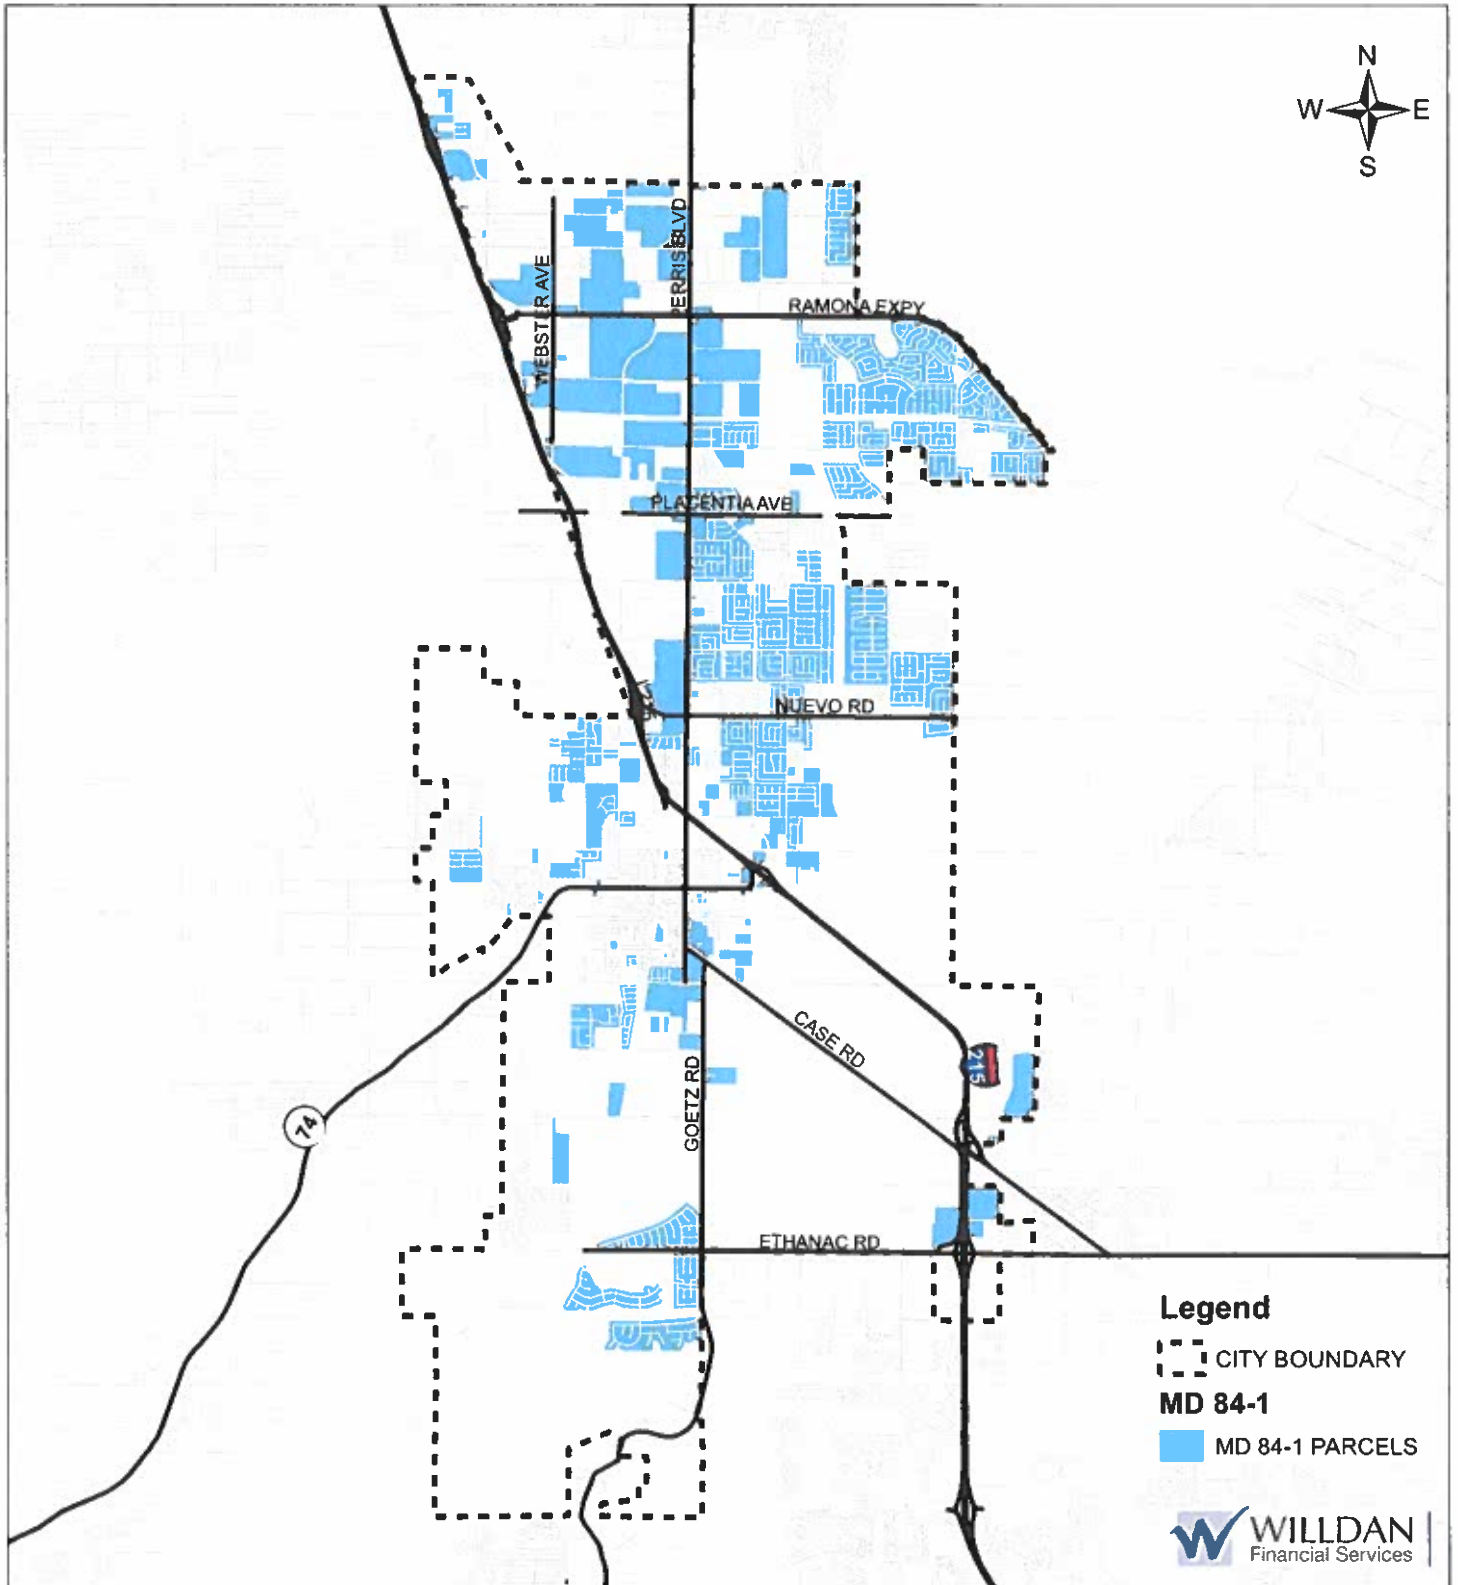 N
W E
S
PERRIS BLVD
WEBSTER AVE
RAMONA EXPY
PLACENTIA AVE
NUEVO RD
CASE RD
215
GOETZ RD
74
ETHANAC RD
Legend
CITY BOUNDARY
MD 84-1
MD 84-1 PARCELS
W WILLDAN
Financial Services